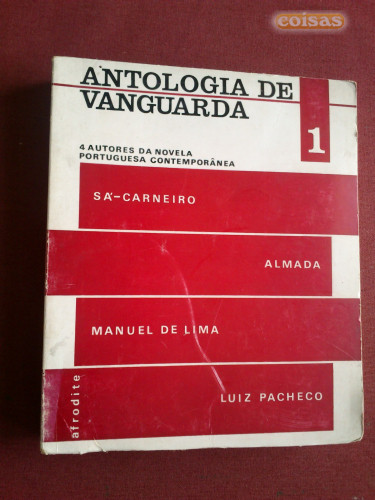 coisas
ANTOLOGIA DE
VANGUARDA
1
4 AUTORES DA NOVELA
PORTUGUESA CONTEMPORÂNEA
SÁ-CARNEIRO
ALMADA
MANUEL DE LIMA
LUIZ PACHECO
afrodite